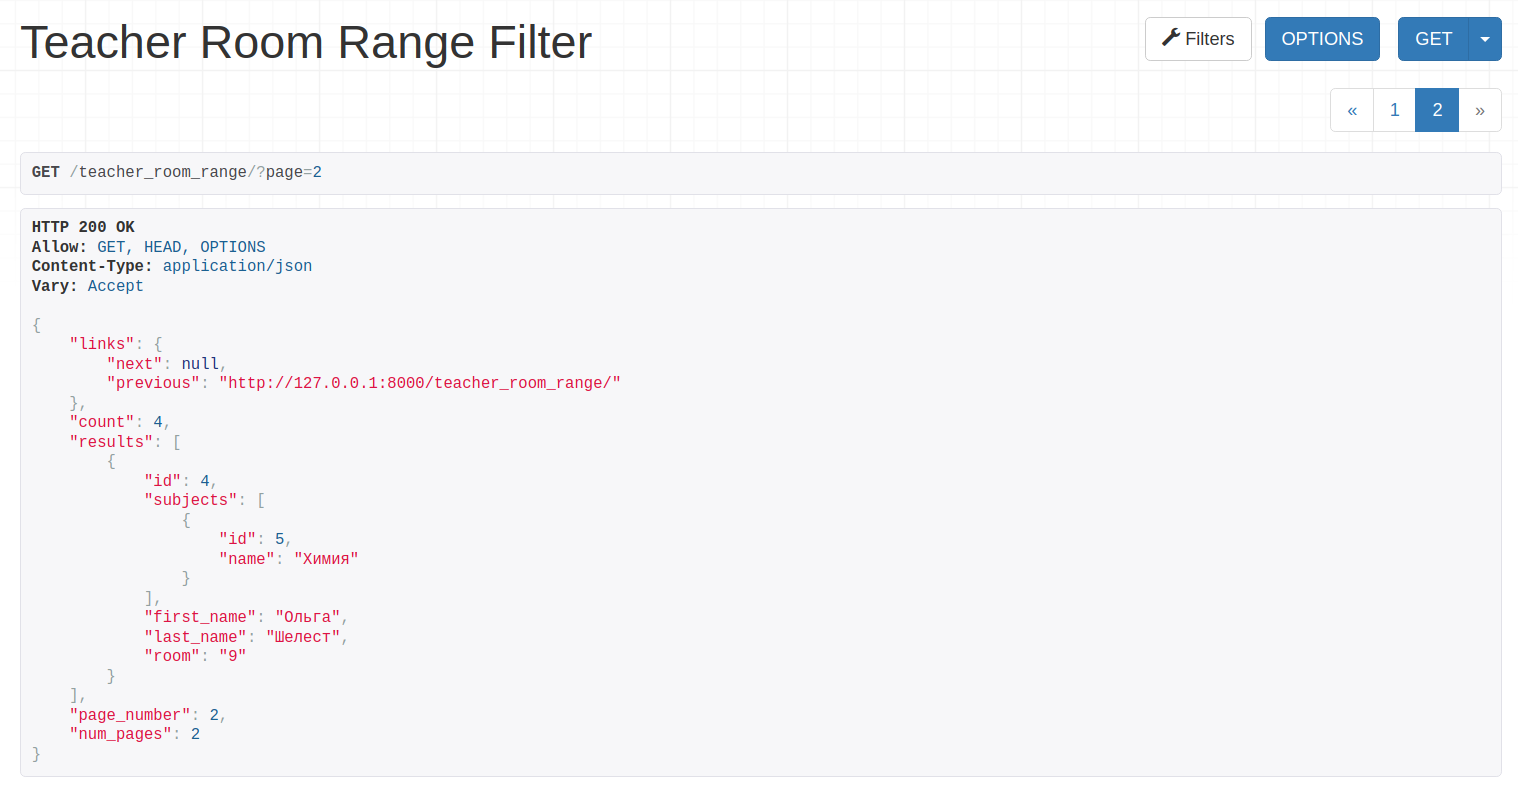 Teacher Room Range Filter
Filters
OPTIONS
GET
« 1 2 »
GET /teacher_room_range/?page=2
HTTP 200 OK
Allow: GET, HEAD, OPTIONS
Content-Type: application/json
Vary: Accept
{
"links": {
"next": null,
"previous": "http://127.0.0.1:8000/teacher_room_range/"
},
"count": 4,
"results": [
{
"id": 4,
"subjects": [
{
"id": 5,
"name": "Химия"
}
],
"first_name": "Ольга",
"last_name": "Шелест",
"room": "9"
}
],
"page_number": 2,
"num_pages": 2
}